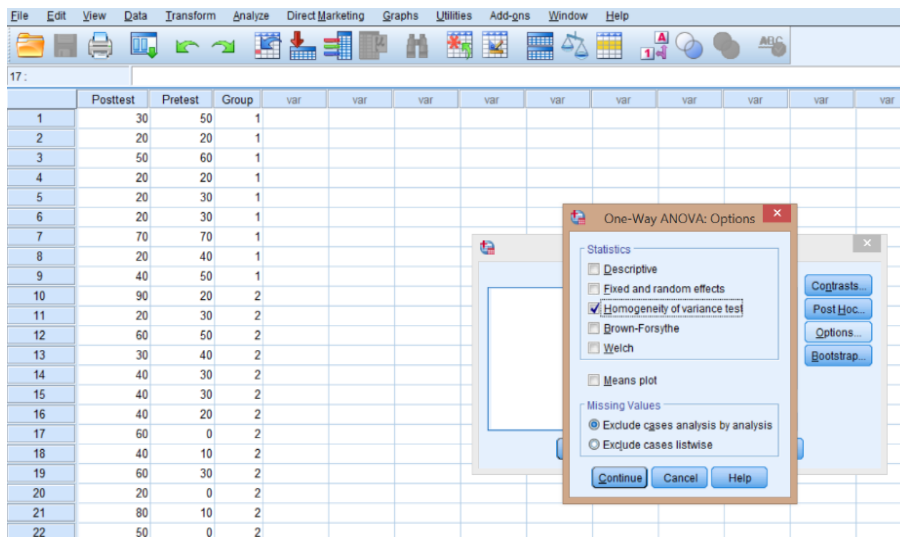 File Edit View Data Transform Analyze Direct Marketing Graphs Utilities Add-ons Window Help
A
1
ABC
17 :
Posttest Pretest Group var var var var var var var var var var
1 30 50 1
2 20 20 1
3 50 60 1
4 20 20 1
5 20 30 1
6 20 30 1
7 70 70 1
8 20 40 1
9 40 50 1
10 90 20 2
11 20 30 2
12 60 50 2
13 30 40 2
14 40 30 2
15 40 30 2
16 40 20 2
17 60 0 2
18 40 10 2
19 60 30 2
20 20 0 2
21 80 10 2
22 50 0 2
One-Way ANOVA: Options
Statistics
Descriptive
Fixed and random effects
Homogeneity of variance test
Brown-Forsythe
Welch
Means plot
Missing Values
Exclude cases analysis by analysis
Exclude cases listwise
Continue Cancel Help
Contrasts...
Post Hoc...
Options...
Bootstrap...